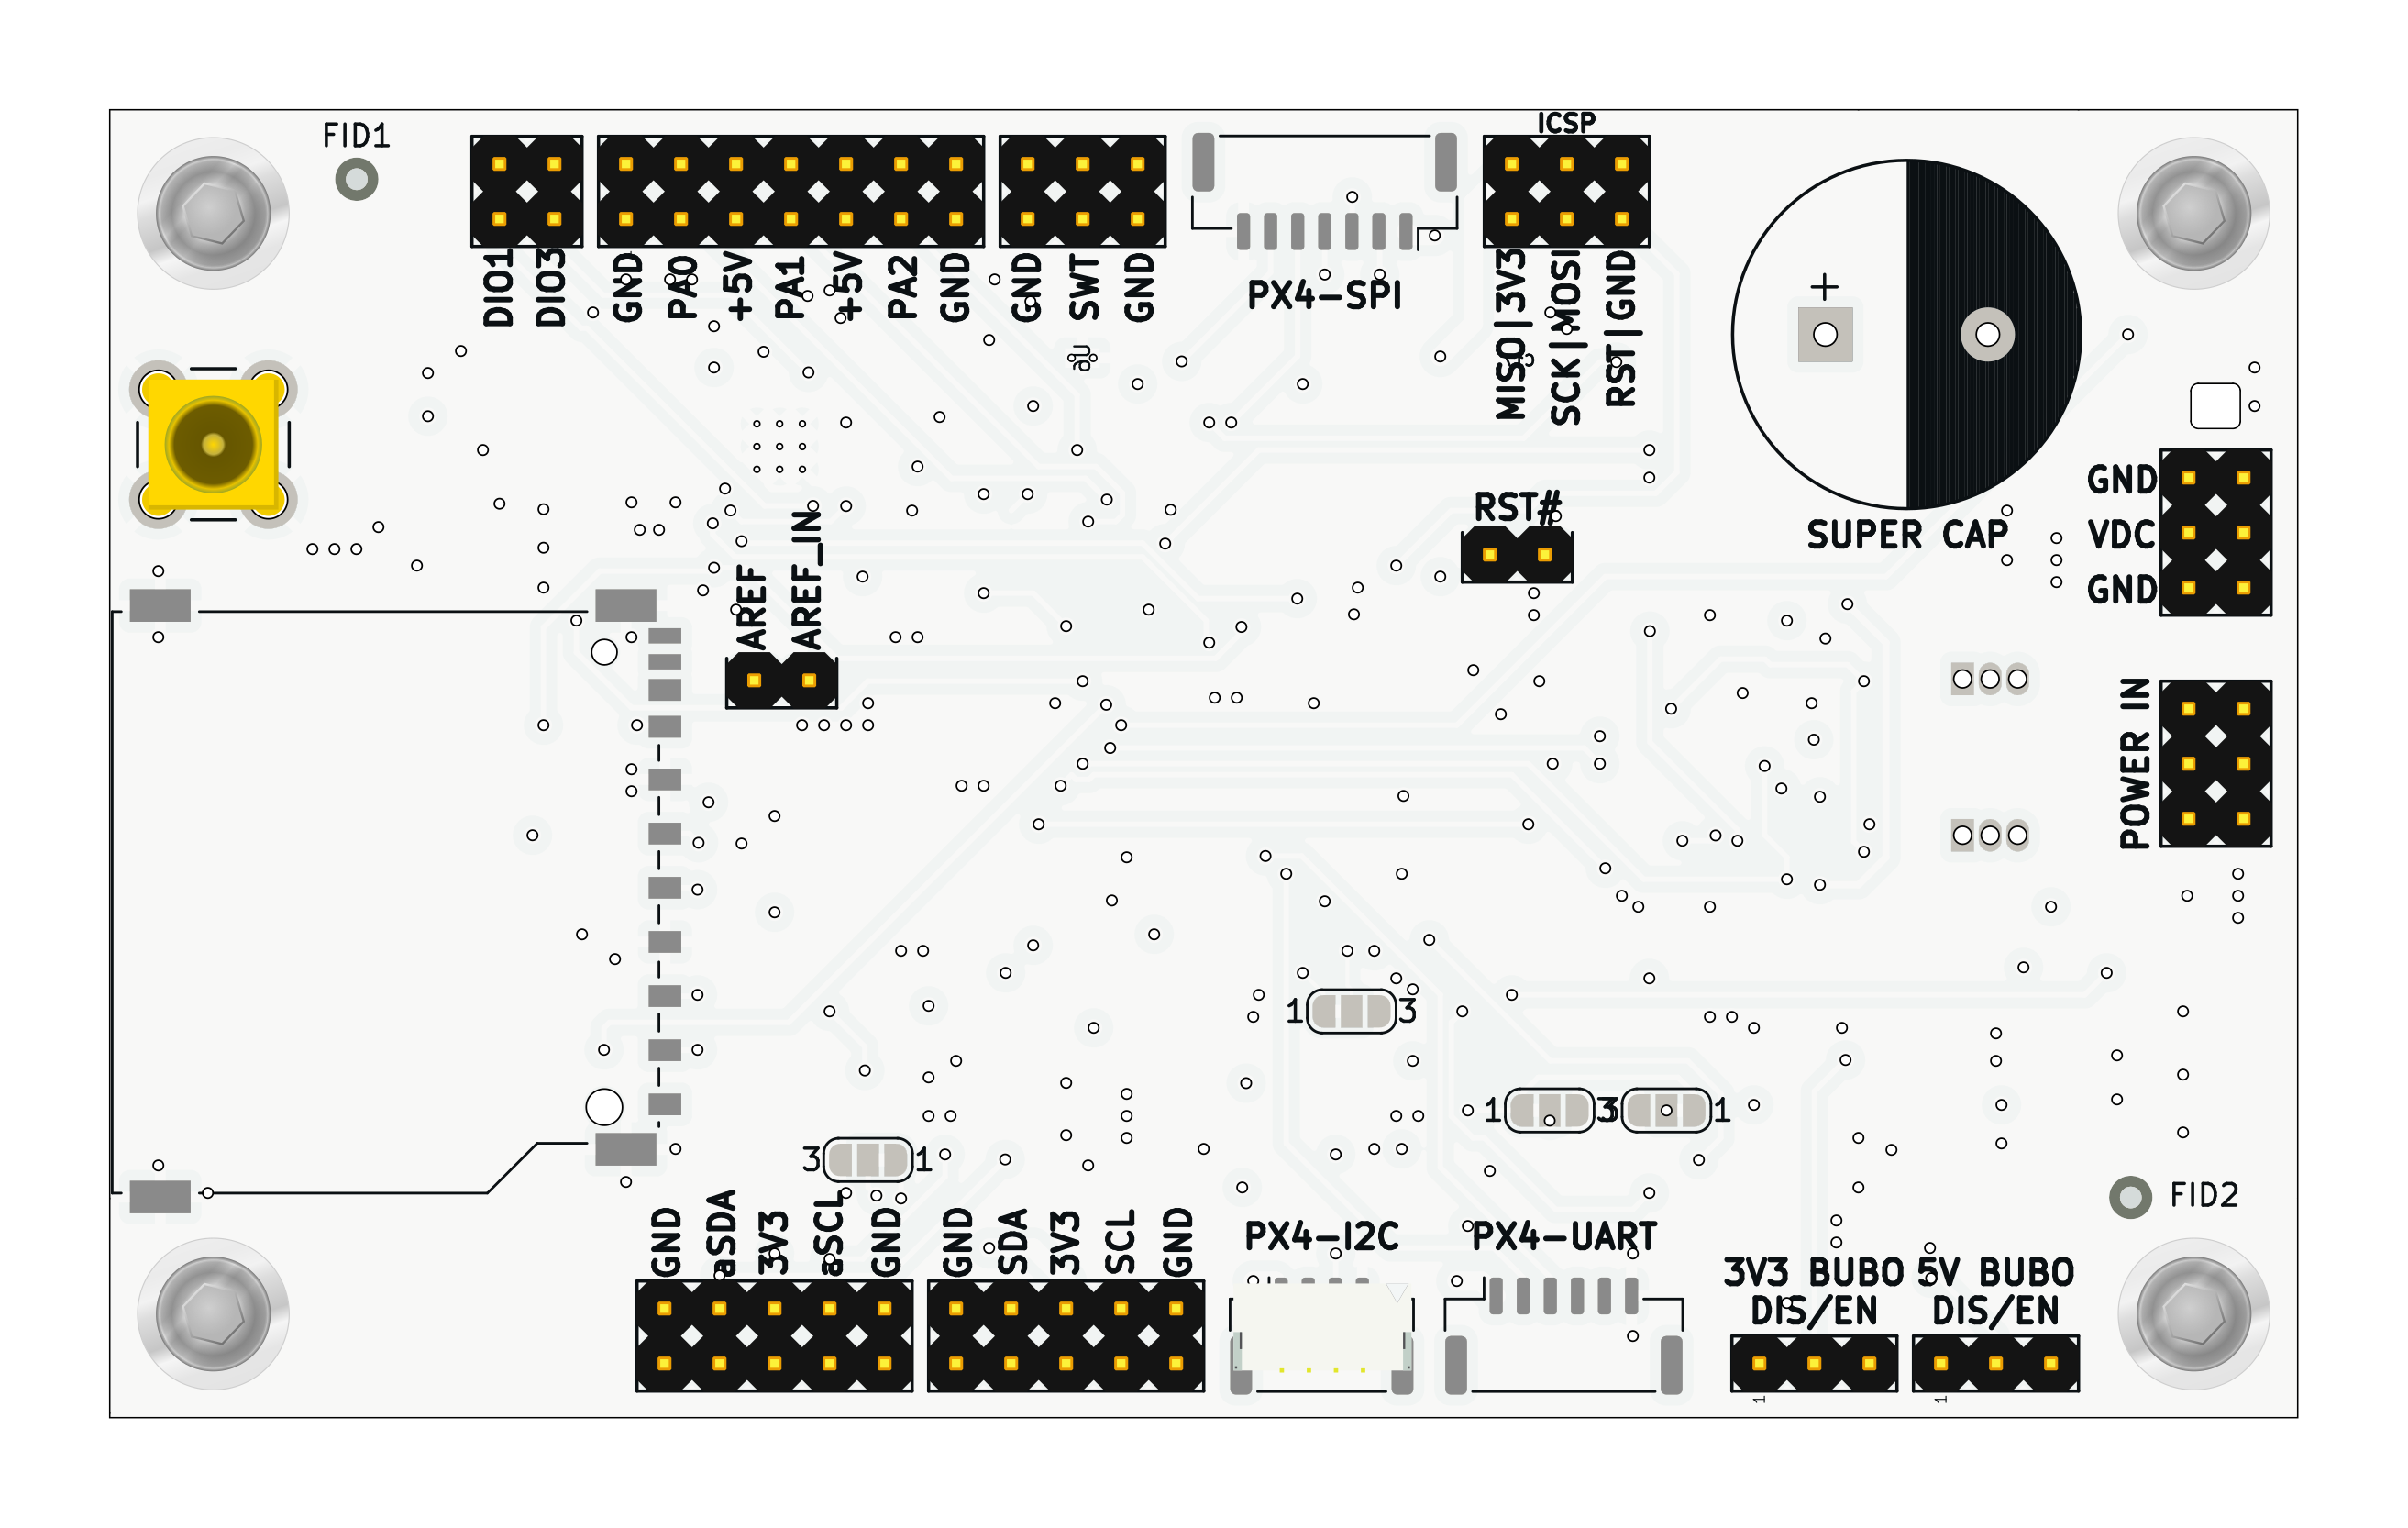 ICSP
FID1
DIO1
DIO3
GND
PA0
+5V
PA1
+5V
PA2
GND
GND
SWT
GND
PX4-SPI
MISO|3V3
SCK|MOSI
RST|GND
+
SUPER CAP
RST#
GND
VDC
GND
AREF
AREF_IN
POWER IN
1
3
1
3
1
3
1
FID2
GND
aSDA
3V3
aSCL
GND
GND
SDA
3V3
SCL
GND
PX4-I2C
PX4-UART
3V3 BUBO
DIS/EN
5V BUBO
DIS/EN
1
1